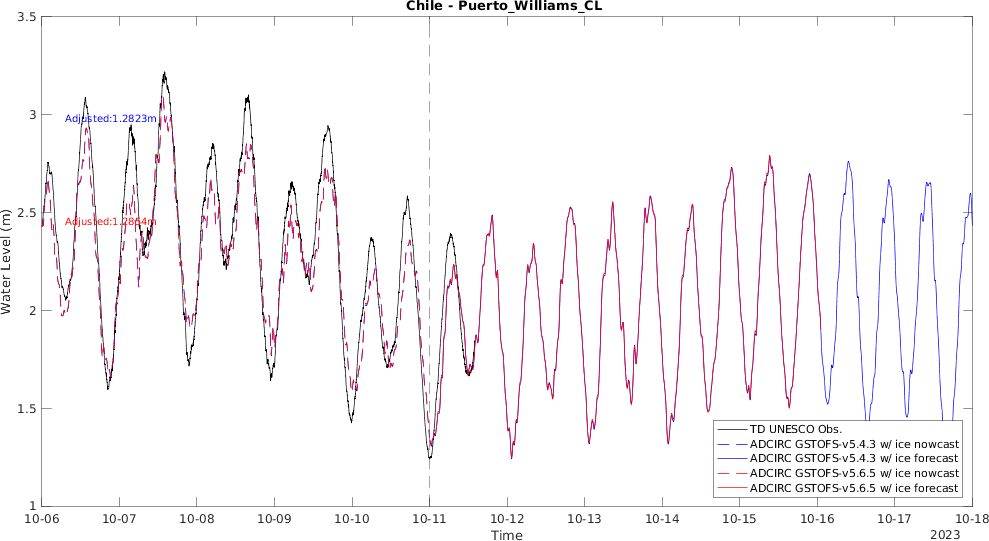 Chile - Puerto_Williams_CL
3.5
3
2.5
2
1.5
1
Water Level (m)
Adjusted:1.2823m
Adjusted:1.2864m
TD UNESCO Obs.
ADCIRC GSTOFS-v5.4.3 w/ ice nowcast
ADCIRC GSTOFS-v5.4.3 w/ ice forecast
ADCIRC GSTOFS-v5.6.5 w/ ice nowcast
ADCIRC GSTOFS-v5.6.5 w/ ice forecast
10-06 10-07 10-08 10-09 10-10 10-11 10-12 10-13 10-14 10-15 10-16 10-17 10-18
Time
2023